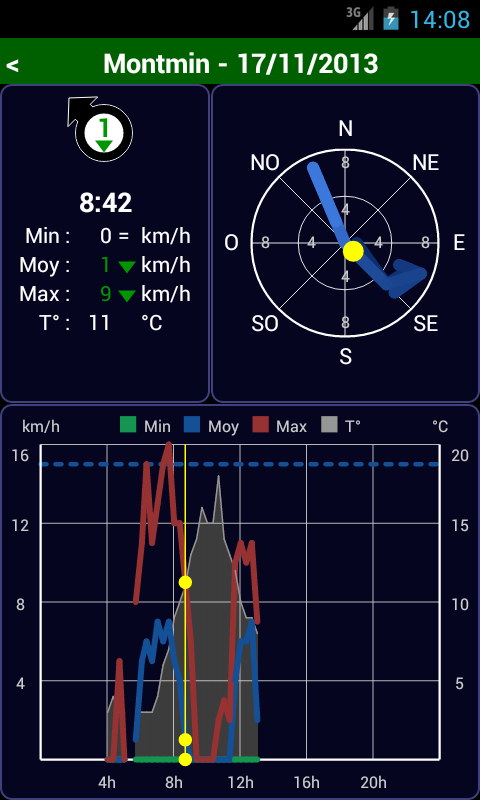 3G 14:08
< Montmin - 17/11/2013
1
8:42
Min : 0 = km/h
Moy : 1 km/h
Max : 9 km/h
T° : 11 °C
N
NO NE
8
4
O 8 4 4 8 E
4
8
SO SE
S
km/h Min Moy Max T° °C
16 20
12 15
8 10
4 5
4h 8h 12h 16h 20h